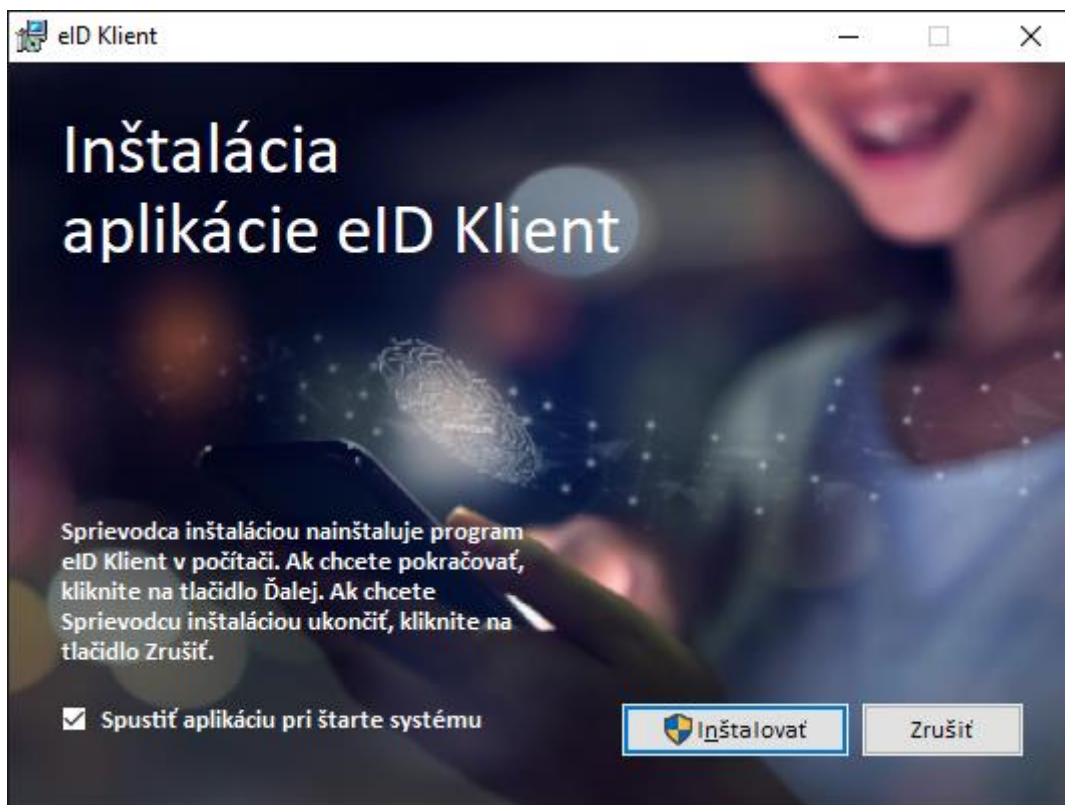 eID Klient
Inštalácia
aplikácie eID Klient
Sprievodca inštaláciou nainštaluje program
eID Klient v počítači. Ak chcete pokračovať,
kliknite na tlačidlo Ďalej. Ak chcete
Sprievodcu inštaláciou ukončiť, kliknite na
tlačidlo Zrušiť.
Spustiť aplikáciu pri štarte systému
Inštalovať
Zrušiť